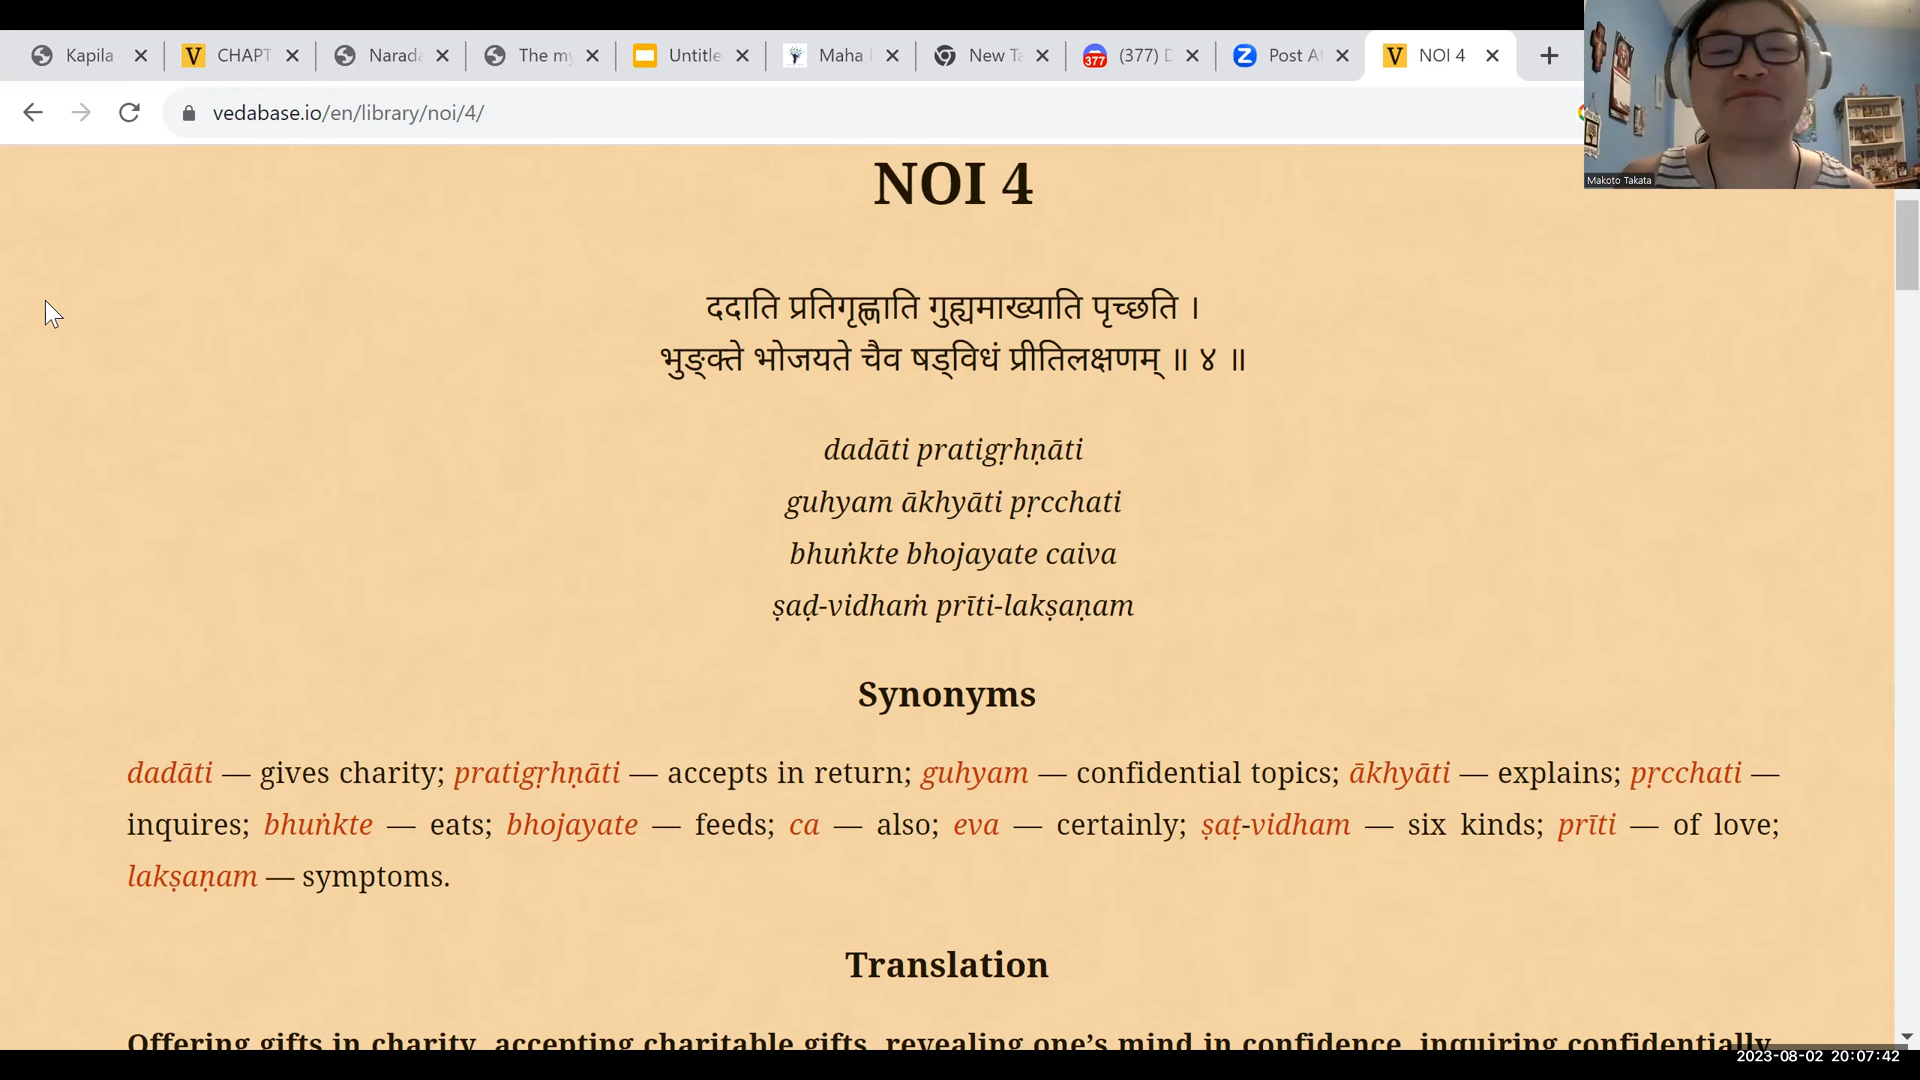 Kapila
CHAPT
Narada
The my
Untitle
Maha
New Ta
(377) D
Post At
NOI 4
377
vedabase.io/en/library/noi/4/
Makoto Takata
NOI 4
ददाति प्रतिगृह्णाति गुह्यमाख्याति पृच्छति ।
भुङ्क्ते भोजयते चैव षड्‍विधं प्रीतिलक्षणम् ॥ ४ ॥
dadāti pratigṛhṇāti
guhyam ākhyāti pṛcchati
bhuṅkte bhojayate caiva
ṣaḍ-vidhaṁ prīti-lakṣaṇam
Synonyms
dadāti — gives charity; pratigṛhṇāti — accepts in return; guhyam — confidential topics; ākhyāti — explains; pṛcchati —
inquires; bhuṅkte — eats; bhojayate — feeds; ca — also; eva — certainly; ṣaṭ-vidham — six kinds; prīti — of love;
lakṣaṇam — symptoms.
Translation
Offering gifts in charity, accepting charitable gifts, revealing one’s mind in confidence, inquiring confidentially,
2023-08-02 20:07:42